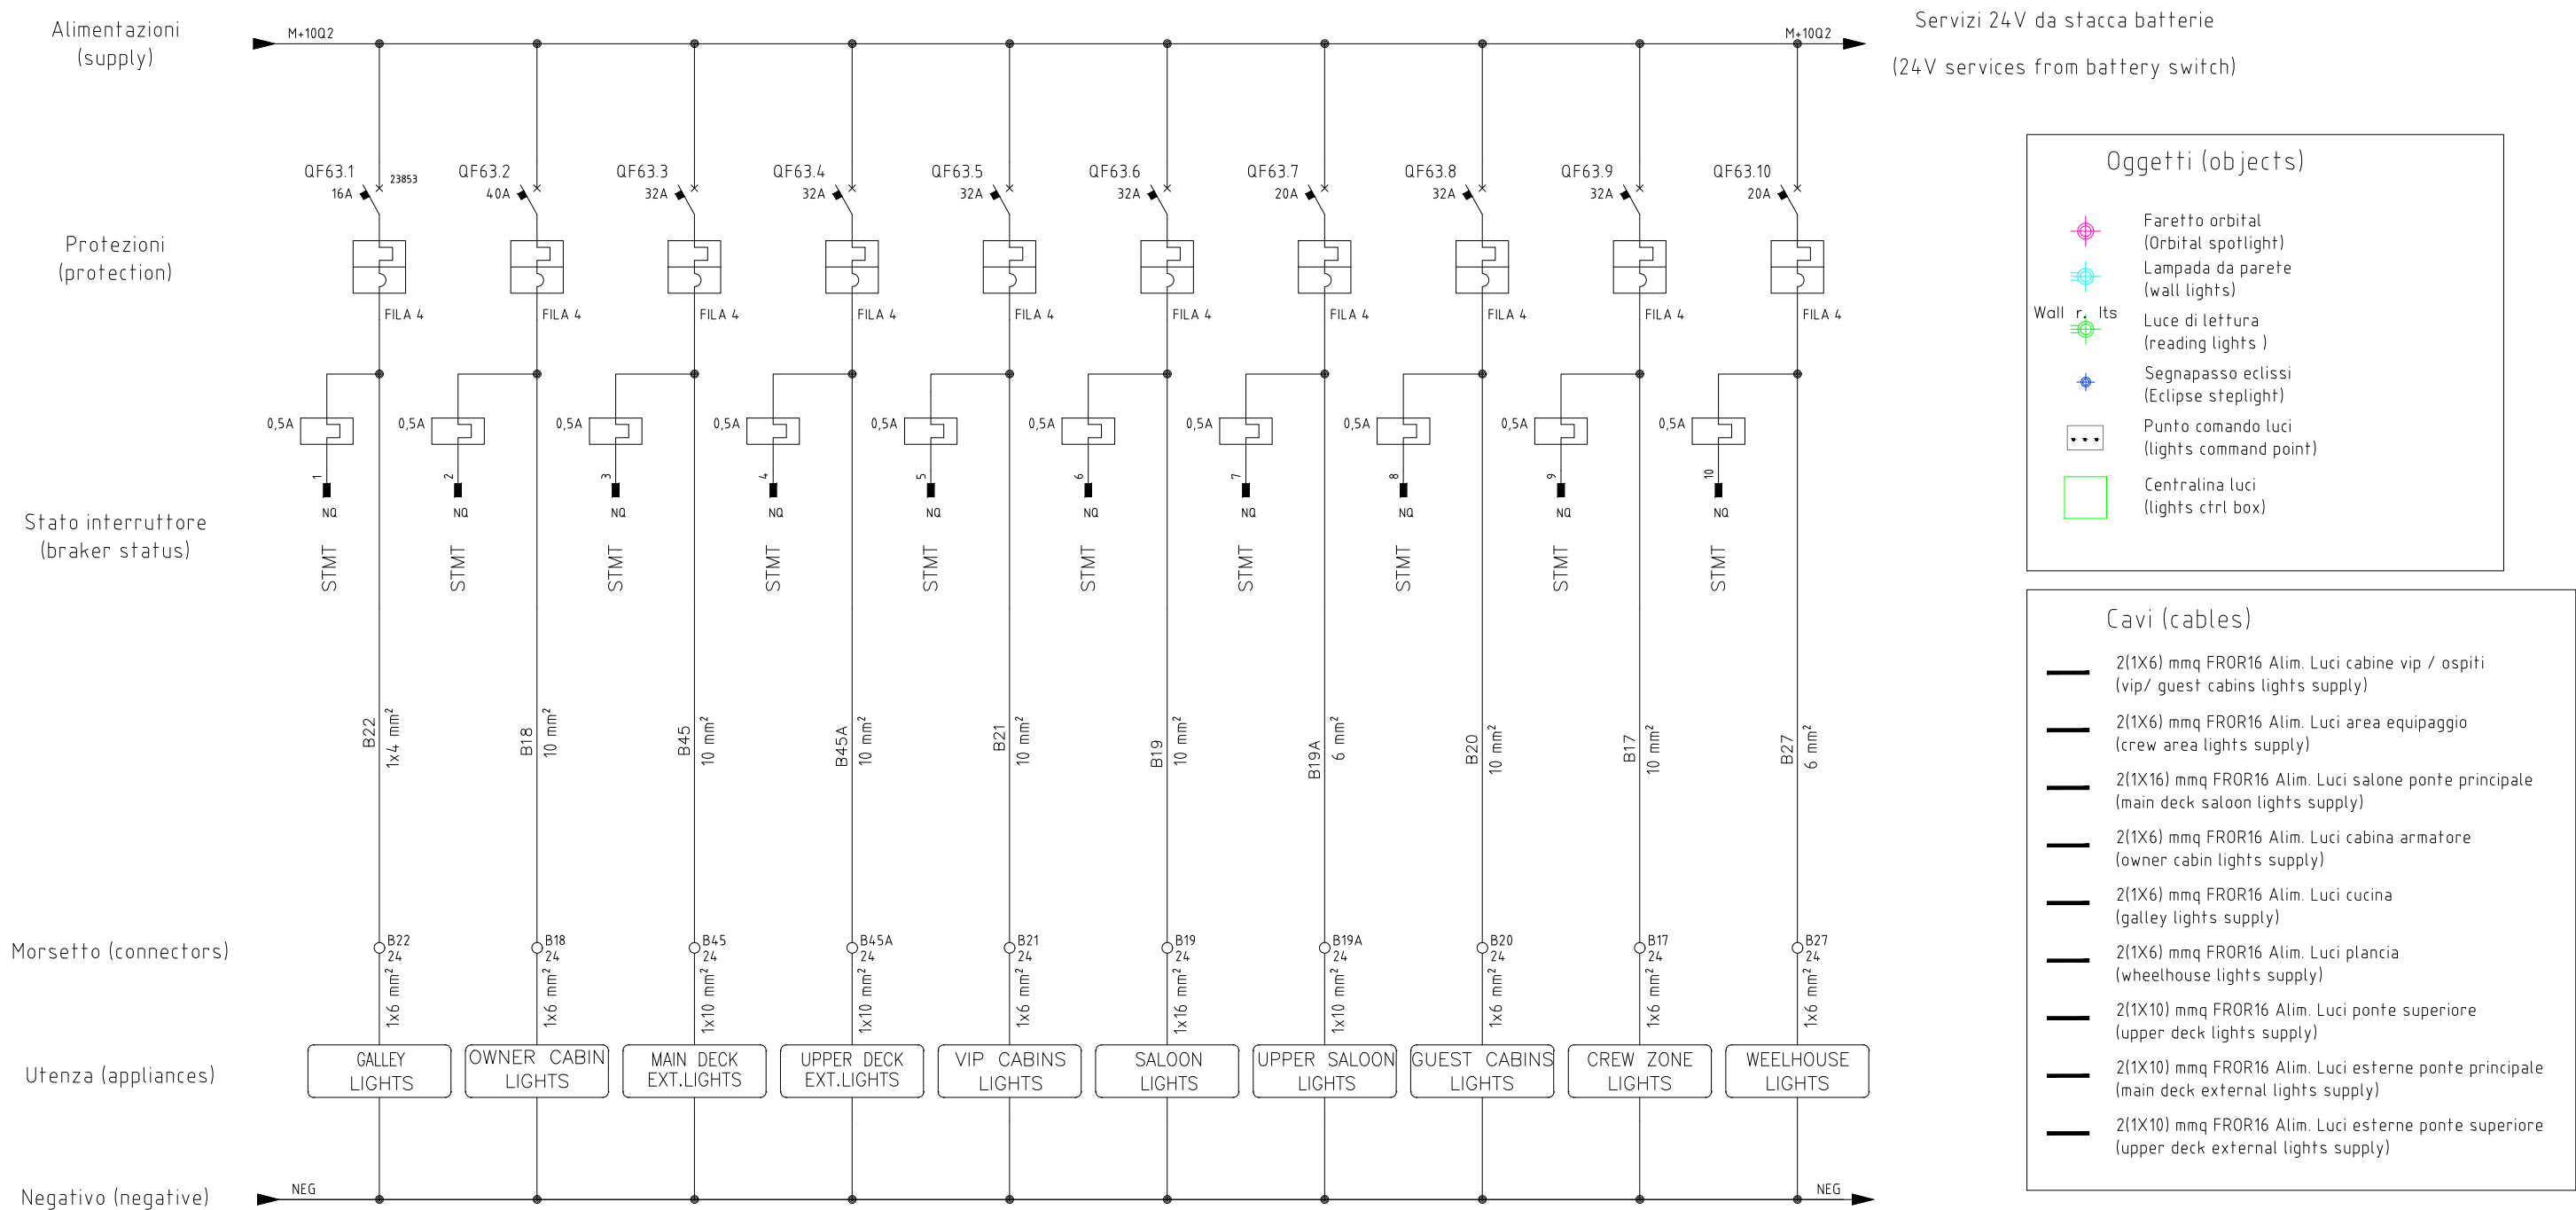 Alimentazioni
(supply)
M+10Q2
M+10Q2
Servizi 24V da stacca batterie
(24V services from battery switch)
Protezioni
(protection)
QF63.1
16A
23853
FILA 4
QF63.2
40A
FILA 4
QF63.3
32A
FILA 4
QF63.4
32A
FILA 4
QF63.5
32A
FILA 4
QF63.6
32A
FILA 4
QF63.7
20A
FILA 4
QF63.8
32A
FILA 4
QF63.9
32A
FILA 4
QF63.10
20A
FILA 4
Stato interruttore
(braker status)
0,5A
1
NQ
STMT
0,5A
2
NQ
STMT
0,5A
3
NQ
STMT
0,5A
4
NQ
STMT
0,5A
5
NQ
STMT
0,5A
6
NQ
STMT
0,5A
7
NQ
STMT
0,5A
8
NQ
STMT
0,5A
9
NQ
STMT
0,5A
10
NQ
STMT
B22
1x4 mm²
B18
10 mm²
B45
10 mm²
B45A
10 mm²
B21
10 mm²
B19
10 mm²
B19A
6 mm²
B20
10 mm²
B17
10 mm²
B27
6 mm²
Morsetto (connectors)
B22
24
1x6 mm²
B18
24
1x6 mm²
B45
24
1x10 mm²
B45A
24
1x10 mm²
B21
24
1x6 mm²
B19
24
1x16 mm²
B19A
24
1x10 mm²
B20
24
1x6 mm²
B17
24
1x6 mm²
B27
24
1x6 mm²
Utenza (appliances)
GALLEY
LIGHTS
OWNER CABIN
LIGHTS
MAIN DECK
EXT.LIGHTS
UPPER DECK
EXT.LIGHTS
VIP CABINS
LIGHTS
SALOON
LIGHTS
UPPER SALOON
LIGHTS
GUEST CABINS
LIGHTS
CREW ZONE
LIGHTS
WEELHOUSE
LIGHTS
Negativo (negative)
NEG
NEG
Oggetti (objects)
Faretto orbital
(Orbital spotlight)
Lampada da parete
(wall lights)
Wall r. lts
Luce di lettura
(reading lights )
Segnapasso eclissi
(Eclipse steplight)
Punto comando luci
(lights command point)
Centralina luci
(lights ctrl box)
Cavi (cables)
2(1X6) mmq FROR16 Alim. Luci cabine vip / ospiti
(vip/ guest cabins lights supply)
2(1X6) mmq FROR16 Alim. Luci area equipaggio
(crew area lights supply)
2(1X16) mmq FROR16 Alim. Luci salone ponte principale
(main deck saloon lights supply)
2(1X6) mmq FROR16 Alim. Luci cabina armatore
(owner cabin lights supply)
2(1X6) mmq FROR16 Alim. Luci cucina
(galley lights supply)
2(1X6) mmq FROR16 Alim. Luci plancia
(wheelhouse lights supply)
2(1X10) mmq FROR16 Alim. Luci ponte superiore
(upper deck lights supply)
2(1X10) mmq FROR16 Alim. Luci esterne ponte principale
(main deck external lights supply)
2(1X10) mmq FROR16 Alim. Luci esterne ponte superiore
(upper deck external lights supply)